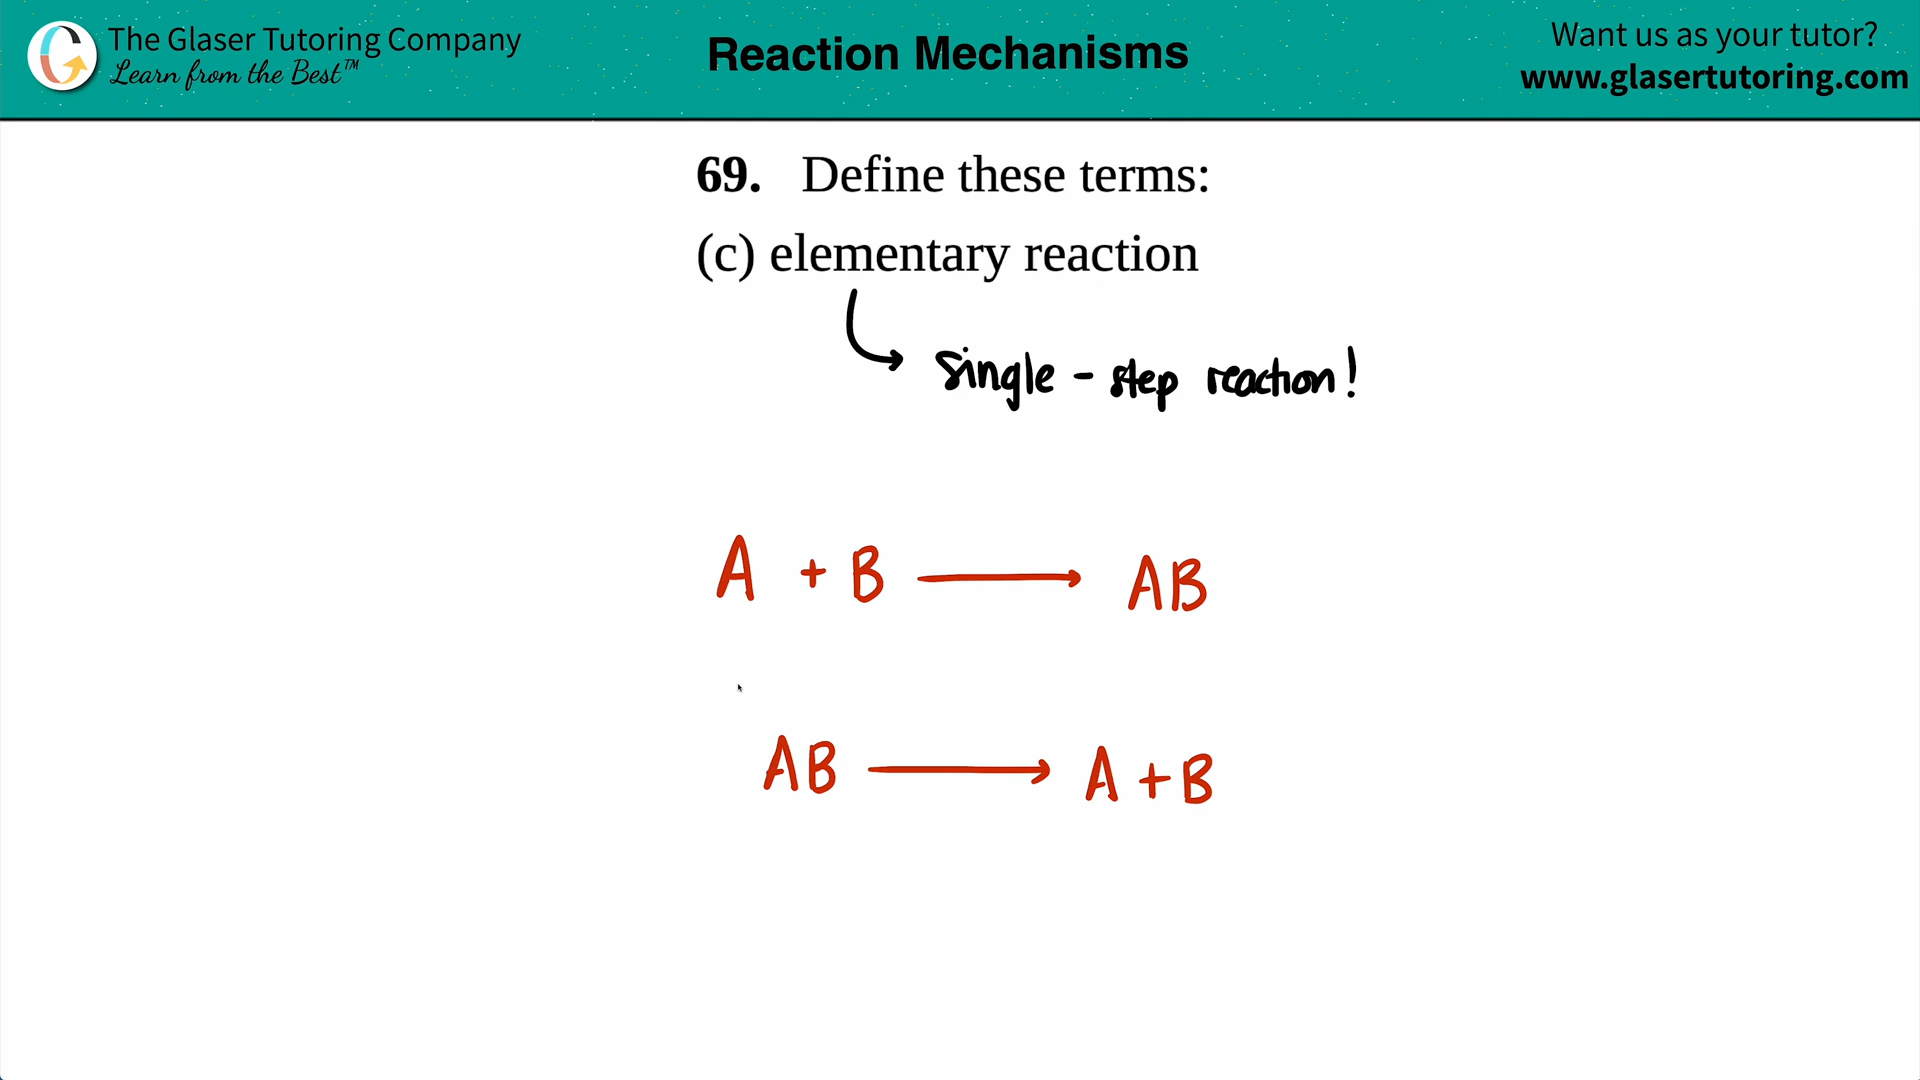 The Glaser Tutoring Company
Learn from the Best™
Reaction Mechanisms
Want us as your tutor?
www.glasertutoring.com
69. Define these terms:
(c) elementary reaction
single - step reaction!
A + B ⟶ AB
AB ⟶ A + B